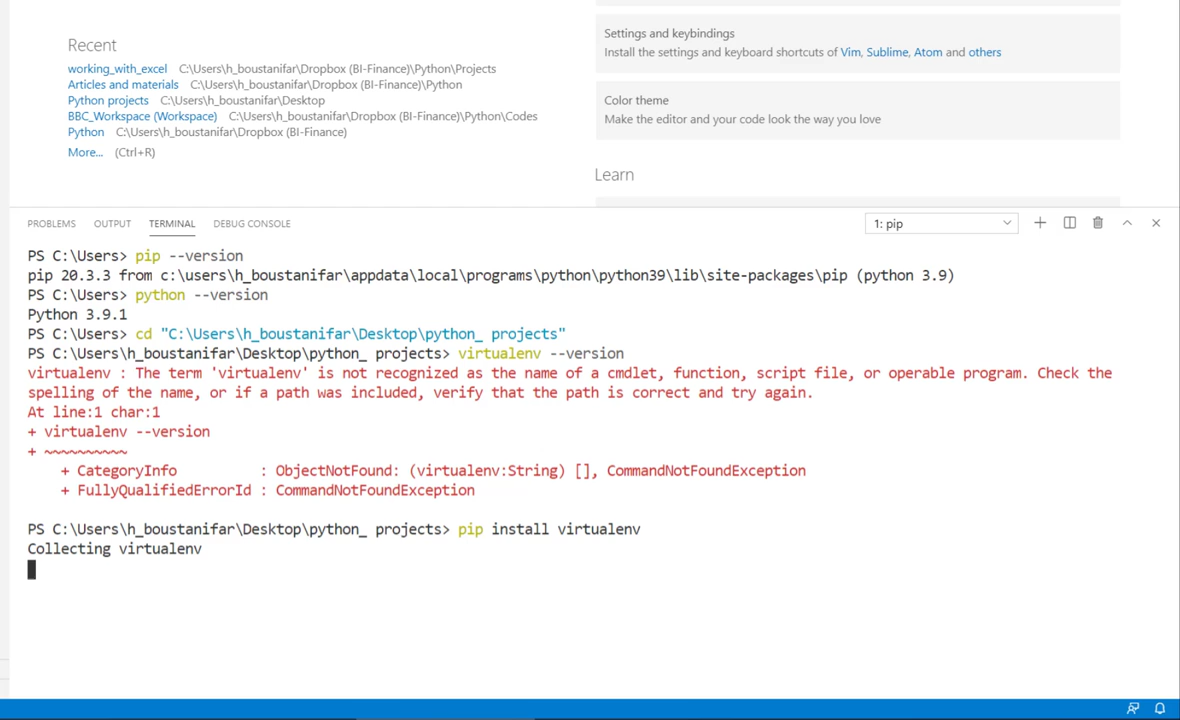 Recent
working_with_excel C:\Users\h_boustanifar\Dropbox (BI-Finance)\Python\Projects
Articles and materials C:\Users\h_boustanifar\Dropbox (BI-Finance)\Python
Python projects C:\Users\h_boustanifar\Desktop
BBC_Workspace (Workspace) C:\Users\h_boustanifar\Dropbox (BI-Finance)\Python\Codes
Python C:\Users\h_boustanifar\Dropbox (BI-Finance)
More... (Ctrl+R)
Settings and keybindings
Install the settings and keyboard shortcuts of Vim, Sublime, Atom and others
Color theme
Make the editor and your code look the way you love
Learn
PROBLEMS OUTPUT TERMINAL DEBUG CONSOLE 1: pip
PS C:\Users> pip --version
pip 20.3.3 from c:\users\h_boustanifar\appdata\local\programs\python\python39\lib\site-packages\pip (python 3.9)
PS C:\Users> python --version
Python 3.9.1
PS C:\Users> cd "C:\Users\h_boustanifar\Desktop\python_ projects"
PS C:\Users\h_boustanifar\Desktop\python_ projects> virtualenv --version
virtualenv : The term 'virtualenv' is not recognized as the name of a cmdlet, function, script file, or operable program. Check the
spelling of the name, or if a path was included, verify that the path is correct and try again.
At line:1 char:1
+ virtualenv --version
+ ~~~~~~~~~~
+ CategoryInfo : ObjectNotFound: (virtualenv:String) [], CommandNotFoundException
+ FullyQualifiedErrorId : CommandNotFoundException
PS C:\Users\h_boustanifar\Desktop\python_ projects> pip install virtualenv
Collecting virtualenv